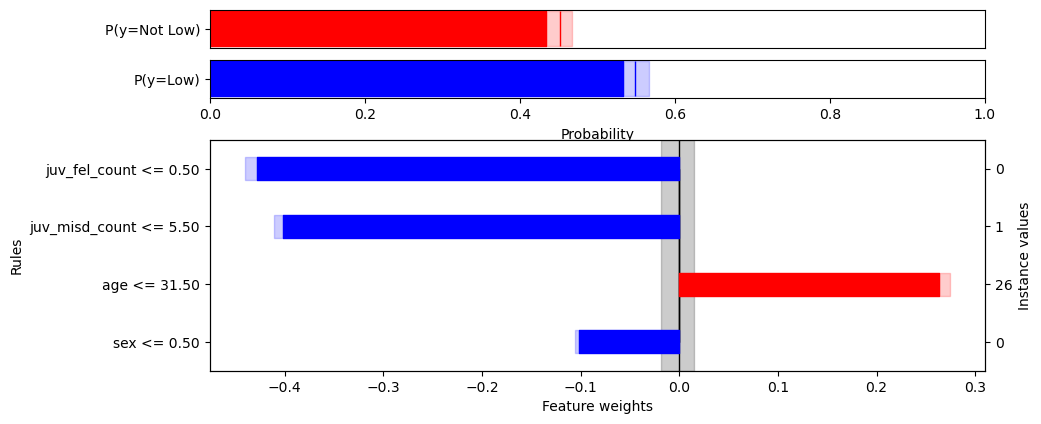 P(y=Not Low)
P(y=Low)
0.0 0.2 0.4 0.6 0.8 1.0
Probability
juv_fel_count <= 0.50 0
juv_misd_count <= 5.50 1
age <= 31.50 26
sex <= 0.50 0
Rules
Instance values
−0.4 −0.3 −0.2 −0.1 0.0 0.1 0.2 0.3
Feature weights